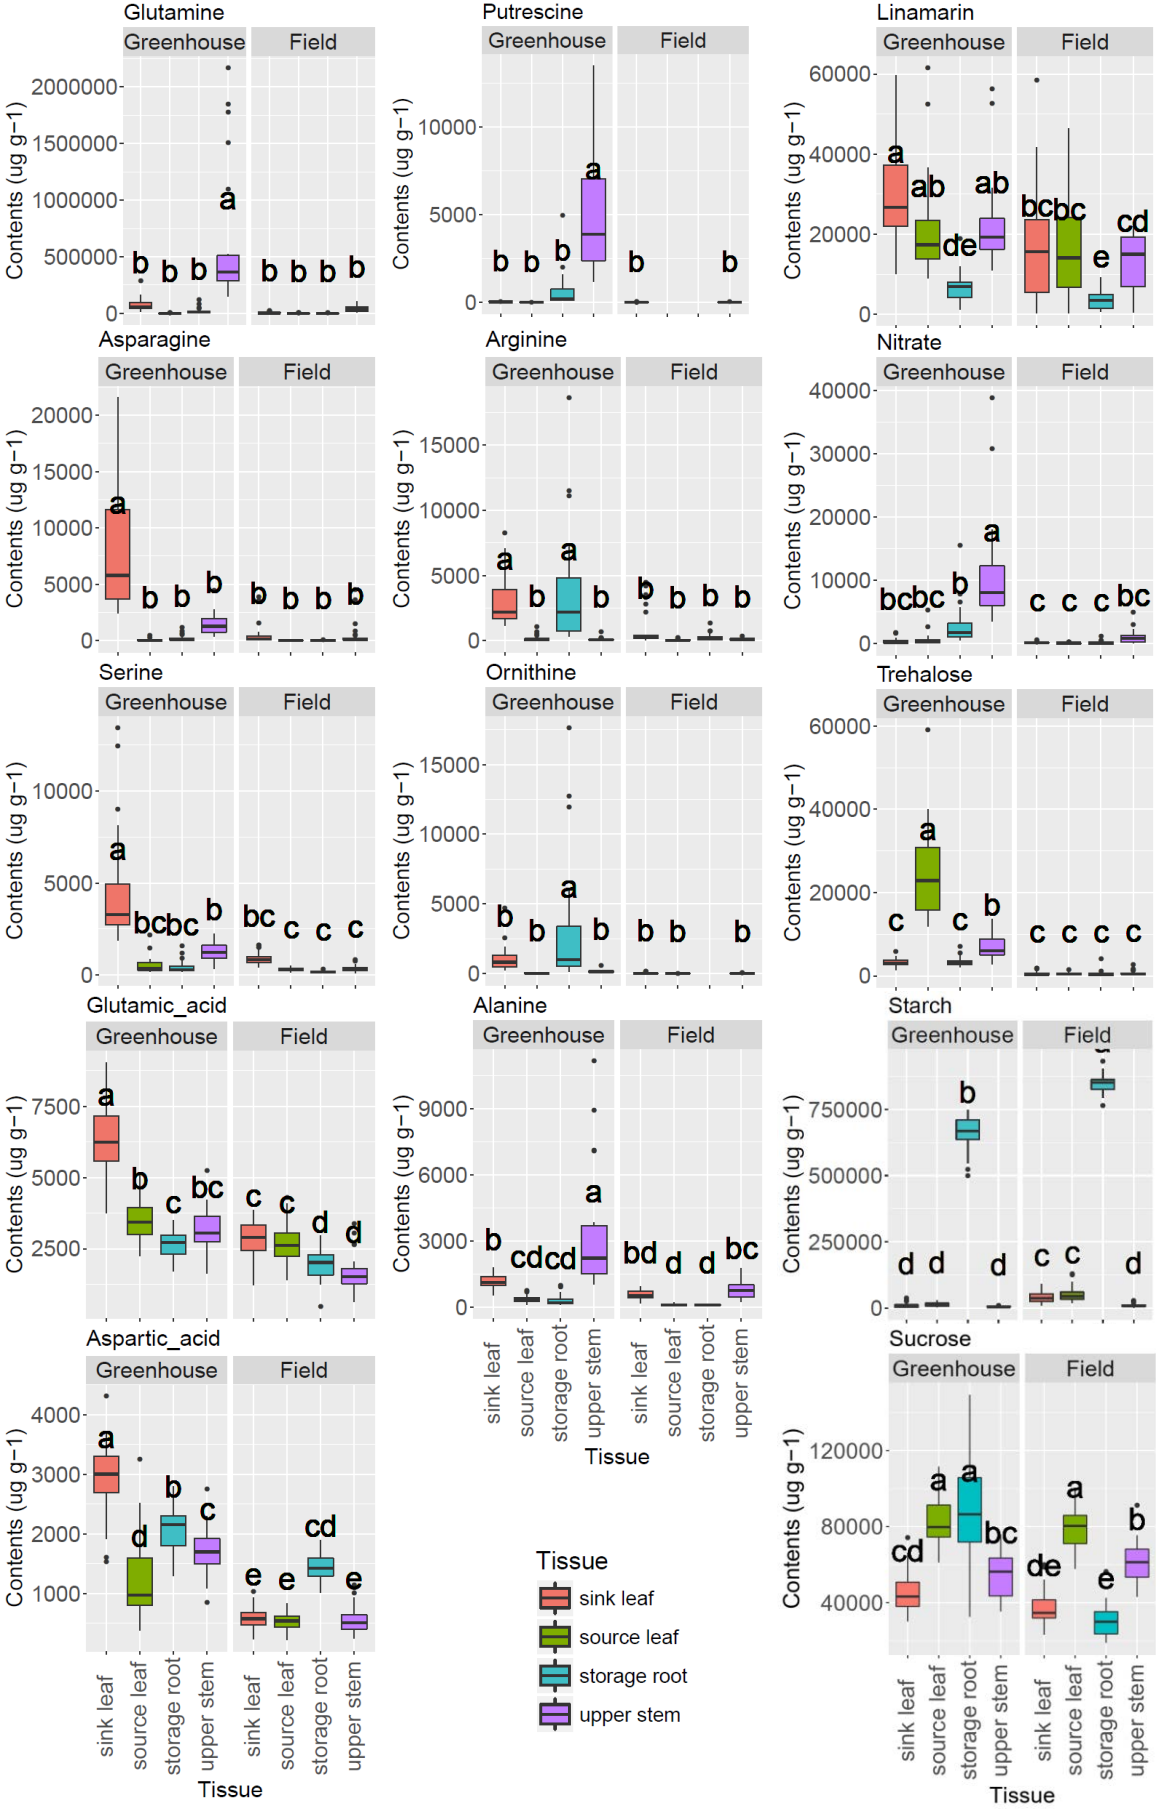 Glutamine
Greenhouse Field
Contents (ug g−1)
2000000
1500000
1000000
500000
0
b b b a b b b b
Putrescine
Greenhouse Field
Contents (ug g−1)
10000
5000
0
b b b a b b
Linamarin
Greenhouse Field
Contents (ug g−1)
60000
40000
20000
0
a ab de ab bc bc e cd
Asparagine
Greenhouse Field
Contents (ug g−1)
20000
15000
10000
5000
0
a b b b b b b b
Arginine
Greenhouse Field
Contents (ug g−1)
15000
10000
5000
0
a b a b b b b b
Nitrate
Greenhouse Field
Contents (ug g−1)
40000
30000
20000
10000
0
bc bc b a c c c bc
Serine
Greenhouse Field
Contents (ug g−1)
10000
5000
0
a bc bc b bc c c c
Ornithine
Greenhouse Field
Contents (ug g−1)
15000
10000
5000
0
b b a b b b b
Trehalose
Greenhouse Field
Contents (ug g−1)
60000
40000
20000
0
c a c b c c c c
Glutamic_acid
Greenhouse Field
Contents (ug g−1)
7500
5000
2500
a b c bc c c d d
Alanine
Greenhouse Field
Contents (ug g−1)
9000
6000
3000
0
b cd cd a bd d d bc
sink leaf
source leaf
storage root
upper stem
sink leaf
source leaf
storage root
upper stem
Tissue
Starch
Greenhouse Field
Contents (ug g−1)
750000
500000
250000
0
d d b d c c d
Aspartic_acid
Greenhouse Field
Contents (ug g−1)
4000
3000
2000
1000
a d b c e e cd e
sink leaf
source leaf
storage root
upper stem
sink leaf
source leaf
storage root
upper stem
Tissue
Sucrose
Greenhouse Field
Contents (ug g−1)
120000
80000
40000
cd a a bc de a e b
sink leaf
source leaf
storage root
upper stem
sink leaf
source leaf
storage root
upper stem
Tissue
Tissue
sink leaf
source leaf
storage root
upper stem